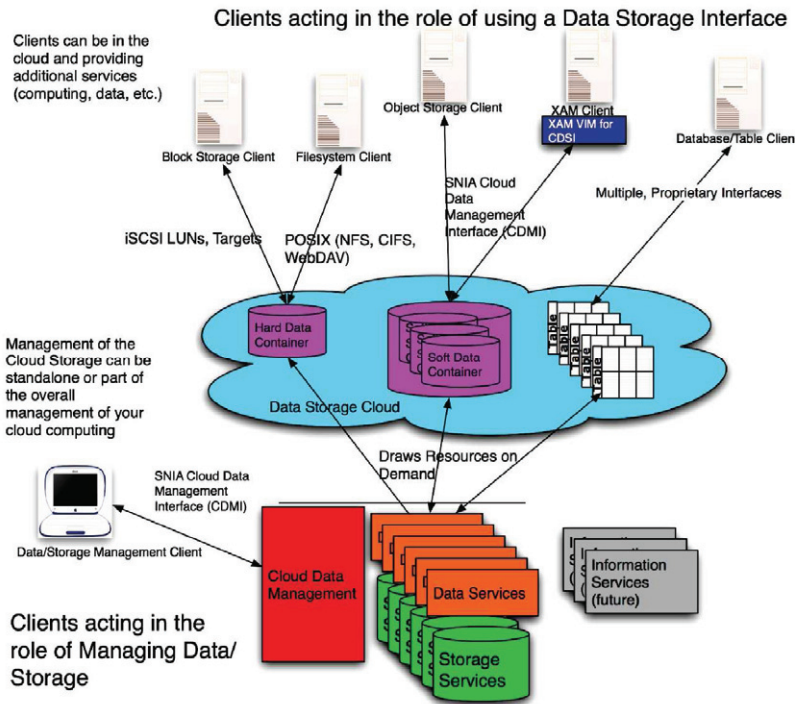 Clients acting in the role of using a Data Storage Interface
Clients can be in the
cloud and providing
additional services
(computing, data, etc.)
Block Storage Client
Filesystem Client
Object Storage Client
XAM Client
XAM VIM for
CDSI
Database/Table Clien
iSCSI LUNs, Targets
POSIX (NFS, CIFS,
WebDAV)
SNIA Cloud
Data
Management
Interface (CDMI)
Multiple, Proprietary Interfaces
Hard Data
Container
Soft Data
Container
Table
Table
Table
Table
Table
Data Storage Cloud
Management of the
Cloud Storage can be
standalone or part of
the overall
management of your
cloud computing
Draws Resources on
Demand
SNIA Cloud Data
Management
Interface (CDMI)
Data/Storage Management Client
Cloud Data
Management
Data Services
Storage
Services
Information
Services
(future)
Clients acting in the
role of Managing Data/
Storage